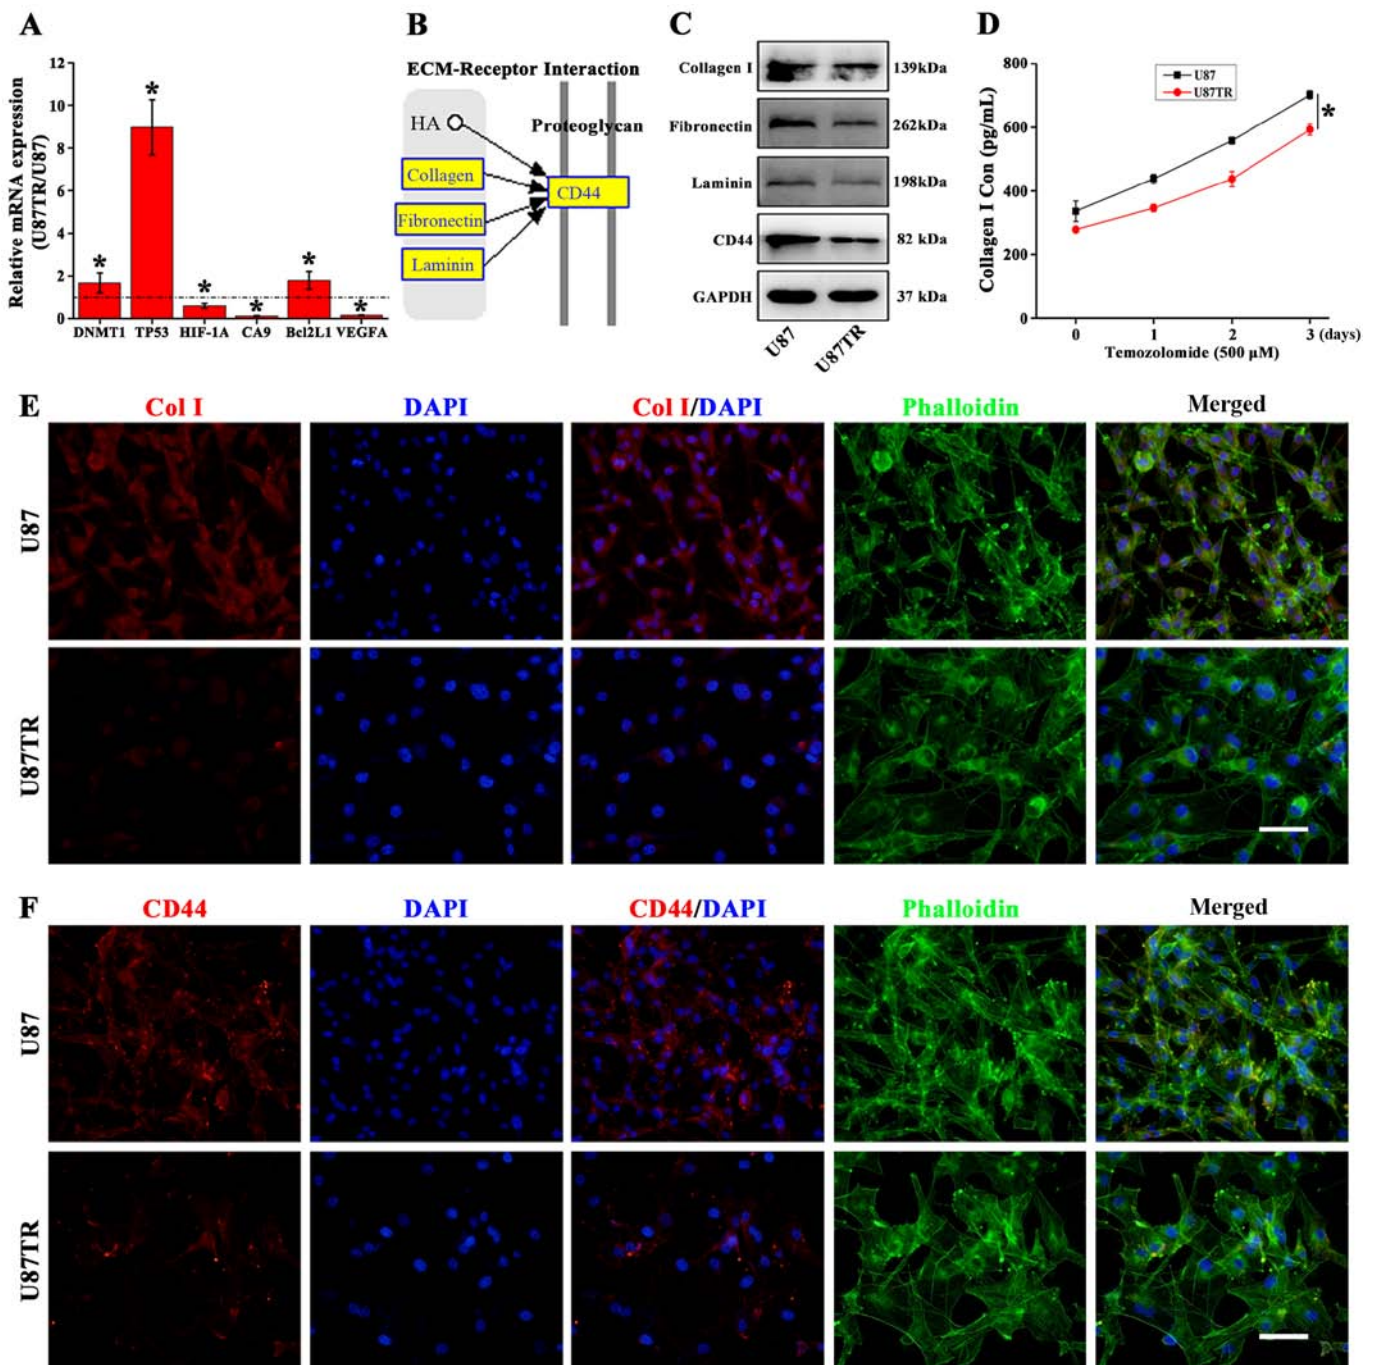 A
Relative mRNA expression
(U87TR/U87)
12
10
8
6
4
2
0
* * * * * *
DNMT1 TP53 HIF-1A CA9 Bcl2L1 VEGFA
B
ECM-Receptor Interaction
HA
Proteoglycan
Collagen
CD44
Fibronectin
Laminin
C
Collagen I 139kDa
Fibronectin 262kDa
Laminin 198kDa
CD44 82 kDa
GAPDH 37 kDa
U87 U87TR
D
Collagen I Con (pg/mL)
800
600
400
200
0
U87
U87TR
*
0 1 2 3 (days)
Temozolomide (500 μM)
E
Col I DAPI Col I/DAPI Phalloidin Merged
U87
U87TR
F
CD44 DAPI CD44/DAPI Phalloidin Merged
U87
U87TR